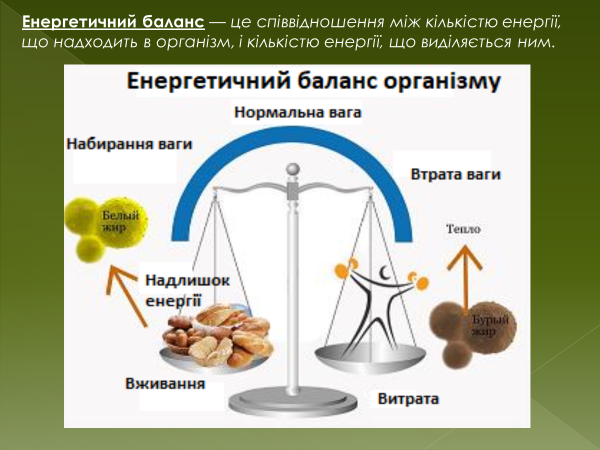 Енергетичний баланс — це співвідношення між кількістю енергії,
що надходить в організм, і кількістю енергії, що виділяється ним.
Енергетичний баланс організму
Нормальна вага
Набирання ваги
Втрата ваги
Белый
жир
Тепло
Надлишок
енергії
Бурый
жир
Вживання
Витрата